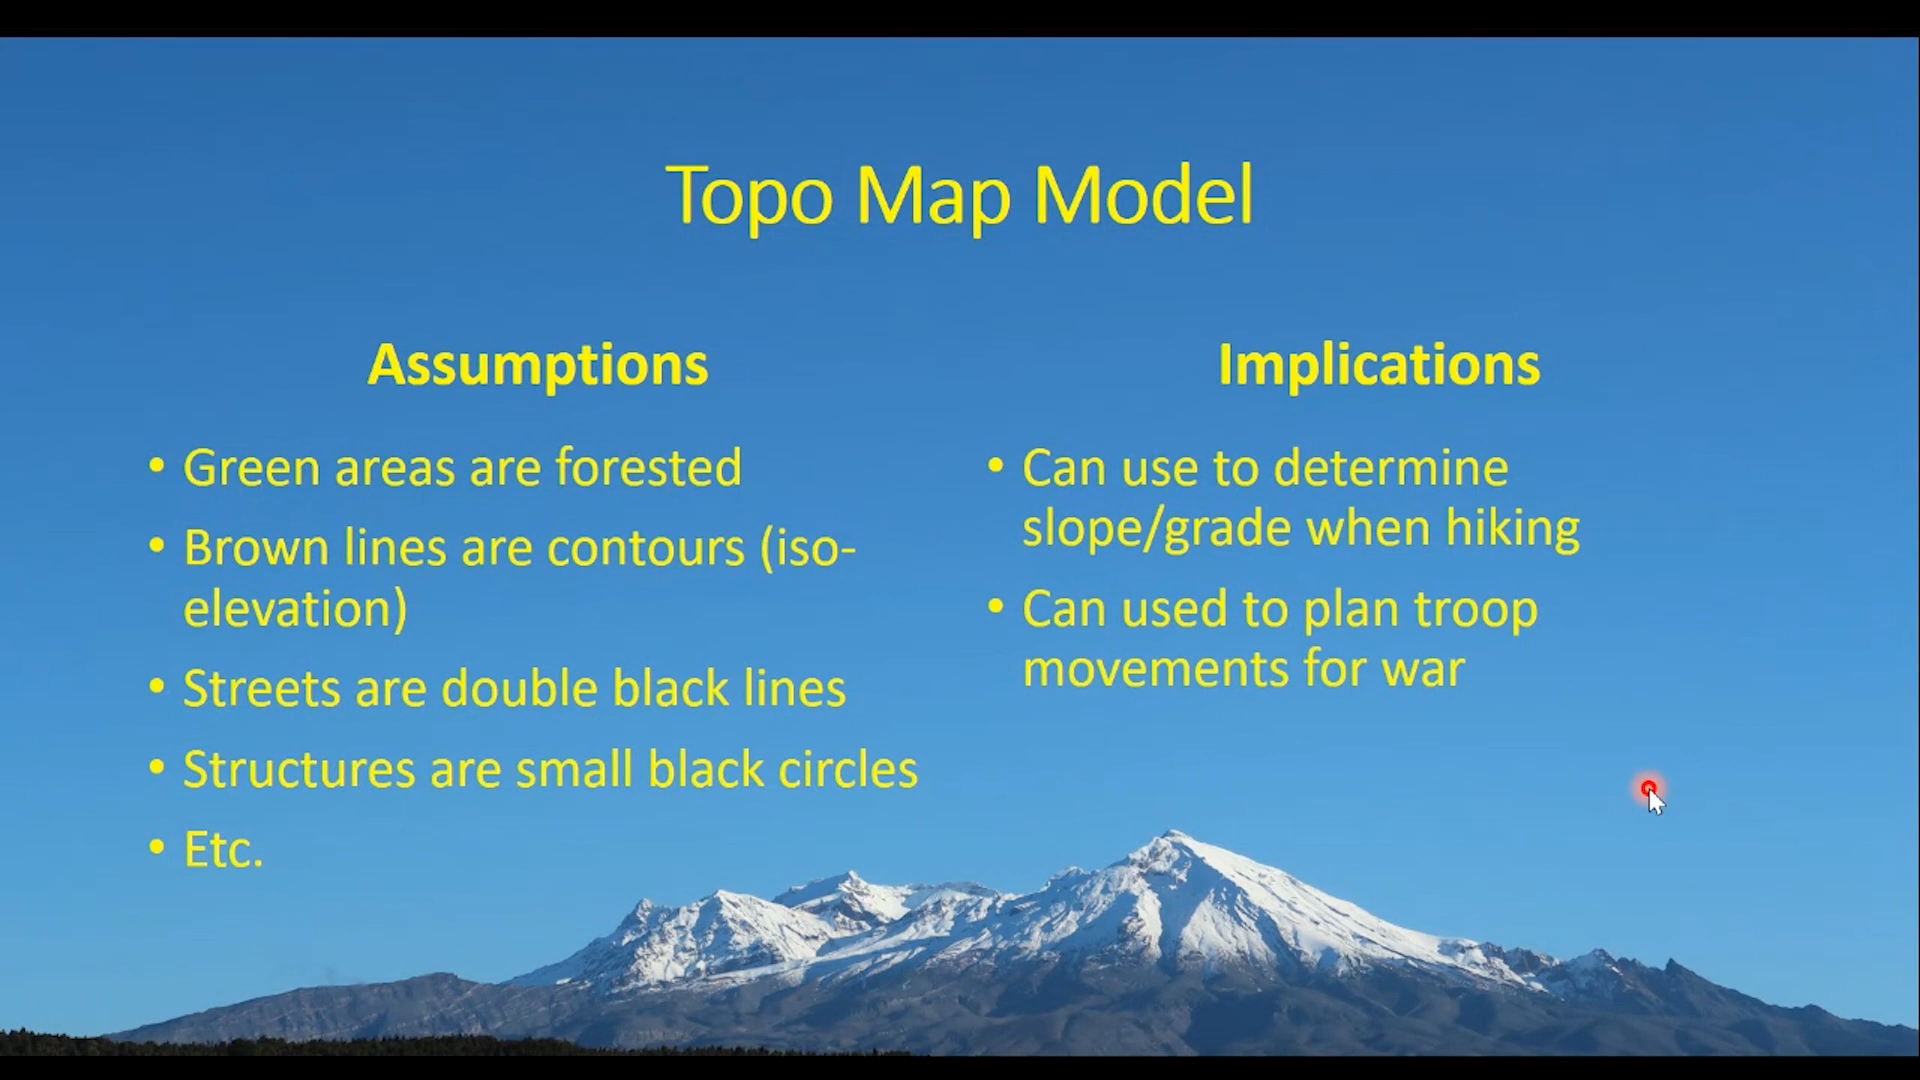 Topo Map Model
Assumptions
• Green areas are forested
• Brown lines are contours (iso-
elevation)
• Streets are double black lines
• Structures are small black circles
• Etc.
Implications
• Can use to determine
slope/grade when hiking
• Can used to plan troop
movements for war